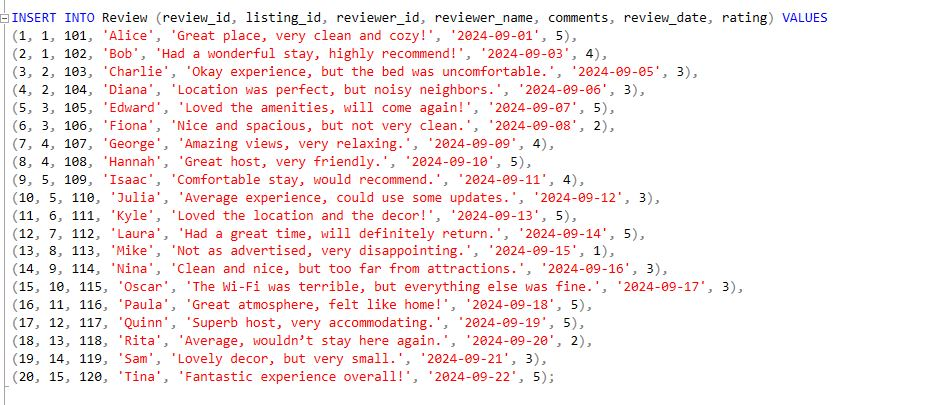 INSERT INTO Review (review_id, listing_id, reviewer_id, reviewer_name, comments, review_date, rating) VALUES
(1, 1, 101, 'Alice', 'Great place, very clean and cozy!', '2024-09-01', 5),
(2, 1, 102, 'Bob', 'Had a wonderful stay, highly recommend!', '2024-09-03', 4),
(3, 2, 103, 'Charlie', 'Okay experience, but the bed was uncomfortable.', '2024-09-05', 3),
(4, 2, 104, 'Diana', 'Location was perfect, but noisy neighbors.', '2024-09-06', 3),
(5, 3, 105, 'Edward', 'Loved the amenities, will come again!', '2024-09-07', 5),
(6, 3, 106, 'Fiona', 'Nice and spacious, but not very clean.', '2024-09-08', 2),
(7, 4, 107, 'George', 'Amazing views, very relaxing.', '2024-09-09', 4),
(8, 4, 108, 'Hannah', 'Great host, very friendly.', '2024-09-10', 5),
(9, 5, 109, 'Isaac', 'Comfortable stay, would recommend.', '2024-09-11', 4),
(10, 5, 110, 'Julia', 'Average experience, could use some updates.', '2024-09-12', 3),
(11, 6, 111, 'Kyle', 'Loved the location and the decor!', '2024-09-13', 5),
(12, 7, 112, 'Laura', 'Had a great time, will definitely return.', '2024-09-14', 5),
(13, 8, 113, 'Mike', 'Not as advertised, very disappointing.', '2024-09-15', 1),
(14, 9, 114, 'Nina', 'Clean and nice, but too far from attractions.', '2024-09-16', 3),
(15, 10, 115, 'Oscar', 'The Wi-Fi was terrible, but everything else was fine.', '2024-09-17', 3),
(16, 11, 116, 'Paula', 'Great atmosphere, felt like home!', '2024-09-18', 5),
(17, 12, 117, 'Quinn', 'Superb host, very accommodating.', '2024-09-19', 5),
(18, 13, 118, 'Rita', 'Average, wouldn’t stay here again.', '2024-09-20', 2),
(19, 14, 119, 'Sam', 'Lovely decor, but very small.', '2024-09-21', 3),
(20, 15, 120, 'Tina', 'Fantastic experience overall!', '2024-09-22', 5);